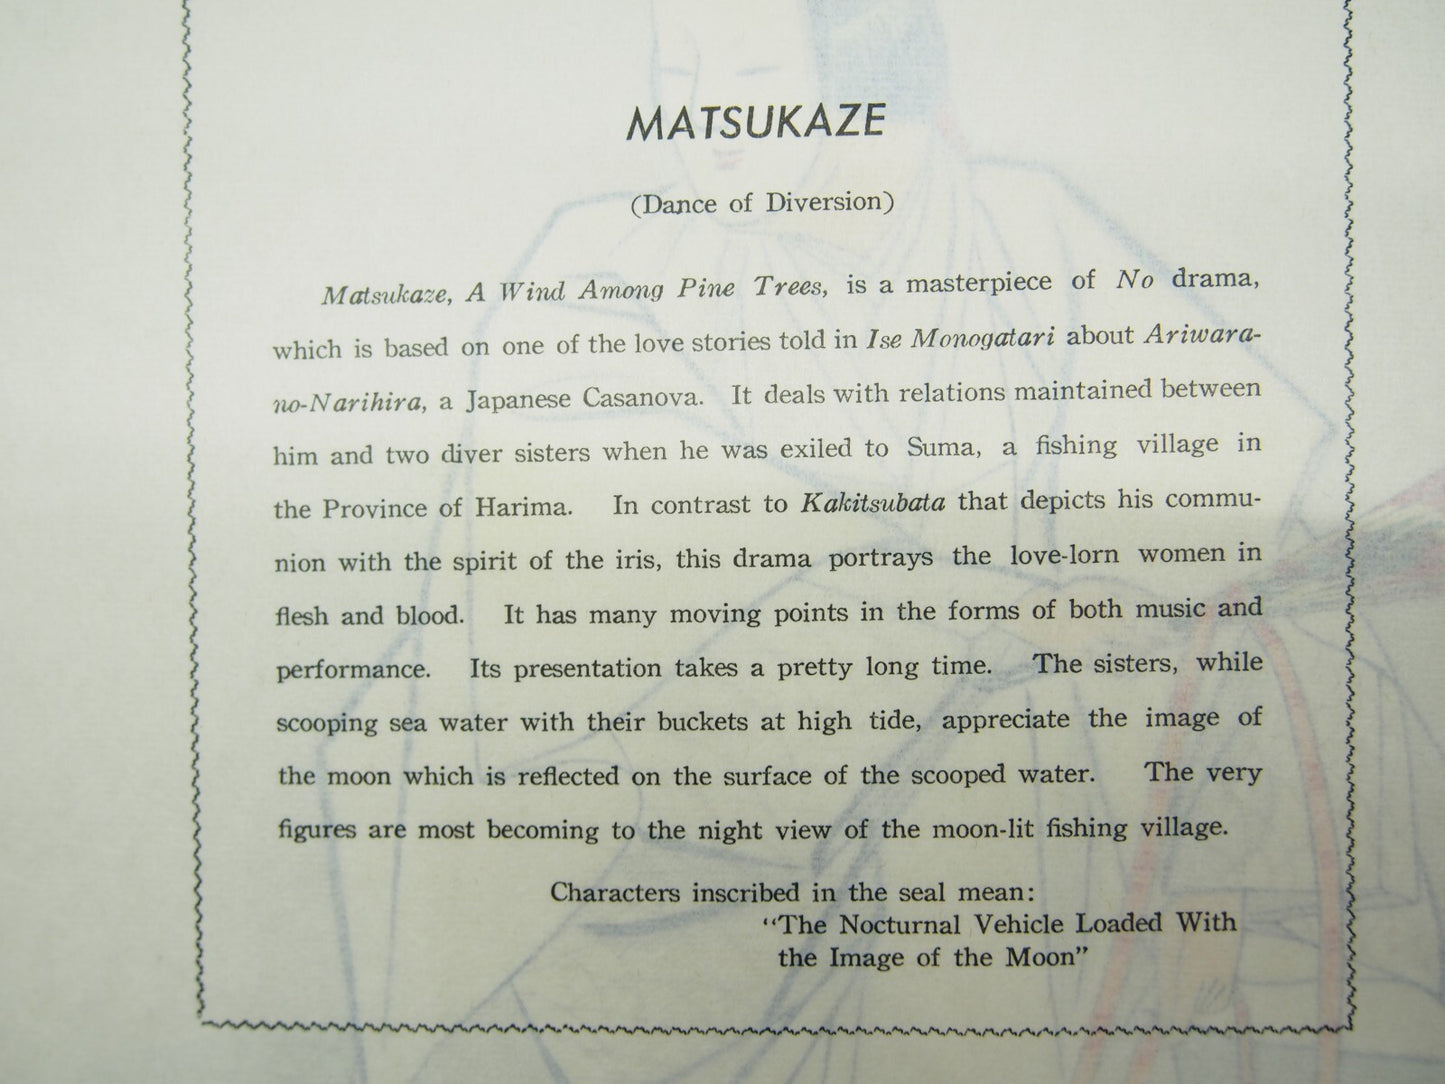 MATSUKAZE
(Dance of Diversion)
Matsukaze, A Wind Among Pine Trees, is a masterpiece of No drama,
which is based on one of the love stories told in Ise Monogatari about Ariwara-
no-Narihira, a Japanese Casanova. It deals with relations maintained between
him and two diver sisters when he was exiled to Suma, a fishing village in
the Province of Harima. In contrast to Kakitsubata that depicts his commu-
nion with the spirit of the iris, this drama portrays the love-lorn women in
flesh and blood. It has many moving points in the forms of both music and
performance. Its presentation takes a pretty long time. The sisters, while
scooping sea water with their buckets at high tide, appreciate the image of
the moon which is reflected on the surface of the scooped water. The very
figures are most becoming to the night view of the moon-lit fishing village.
Characters inscribed in the seal mean:
“The Nocturnal Vehicle Loaded With
the Image of the Moon”